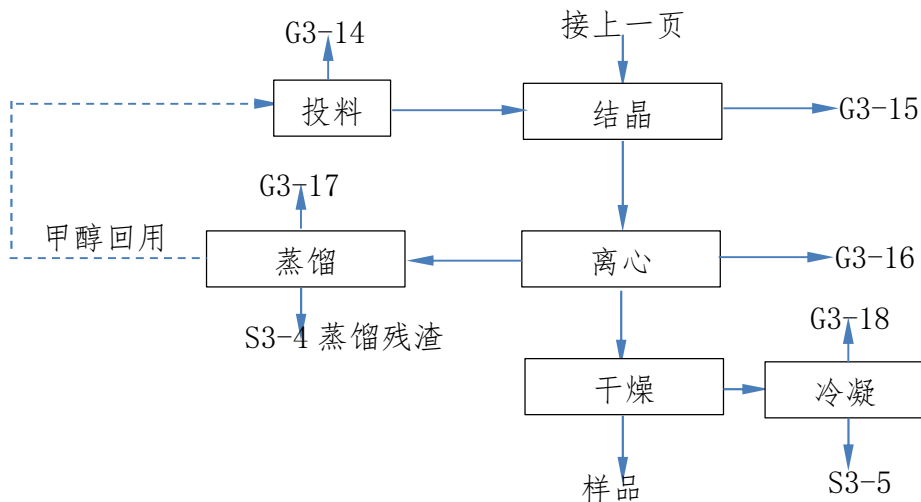 G3-14
接上一页
投料
结晶
G3-15
G3-17
甲醇回用
蒸馏
离心
G3-16
S3-4 蒸馏残渣
G3-18
干燥
冷凝
样品
S3-5